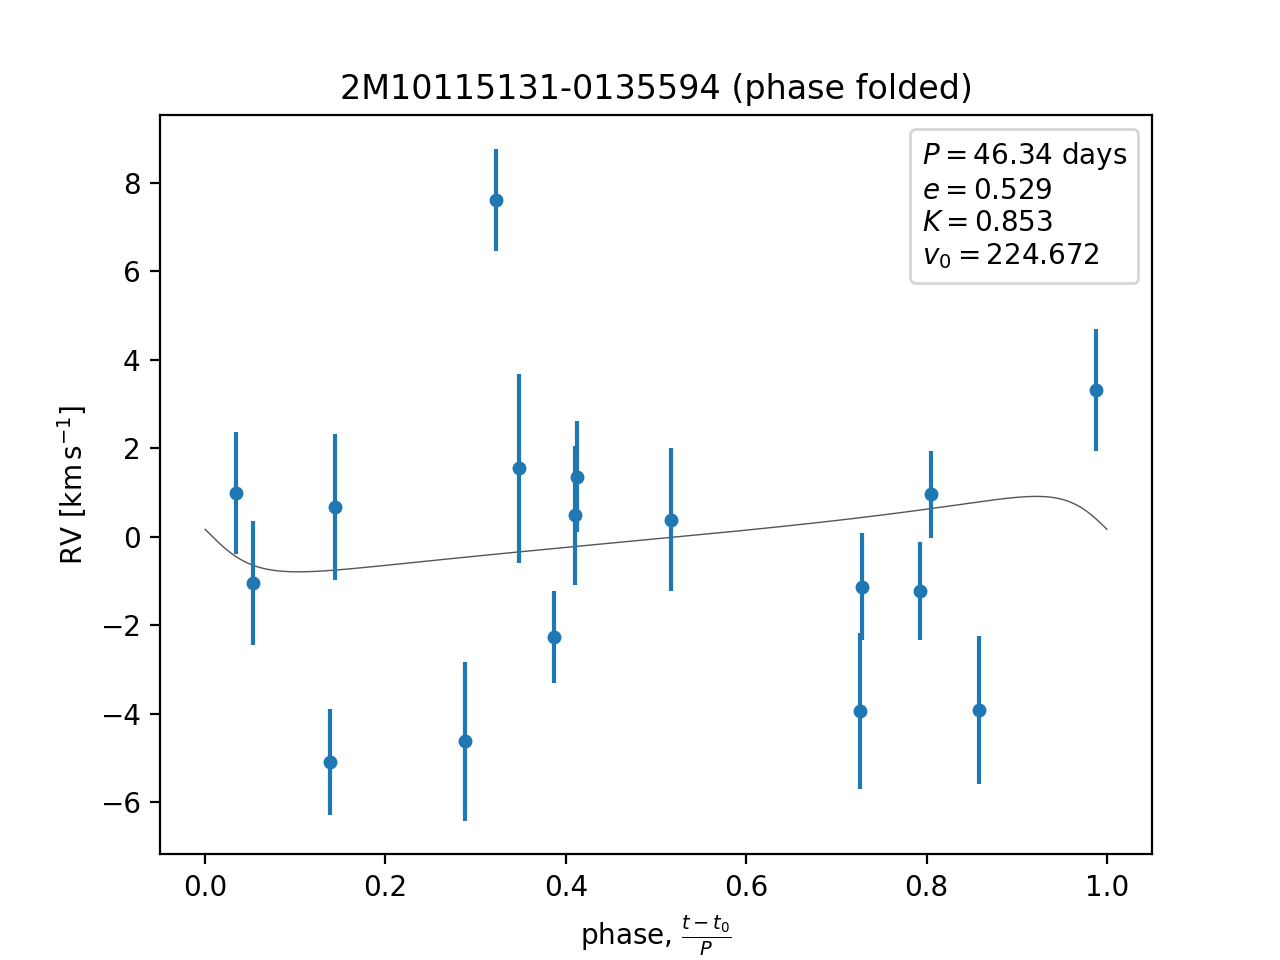 2M10115131-0135594 (phase folded)
P = 46.34 days
e = 0.529
K = 0.853
v₀ = 224.672
8
6
4
2
0
−2
−4
−6
RV [km s⁻¹]
0.0 0.2 0.4 0.6 0.8 1.0
phase, (t − t₀)/P